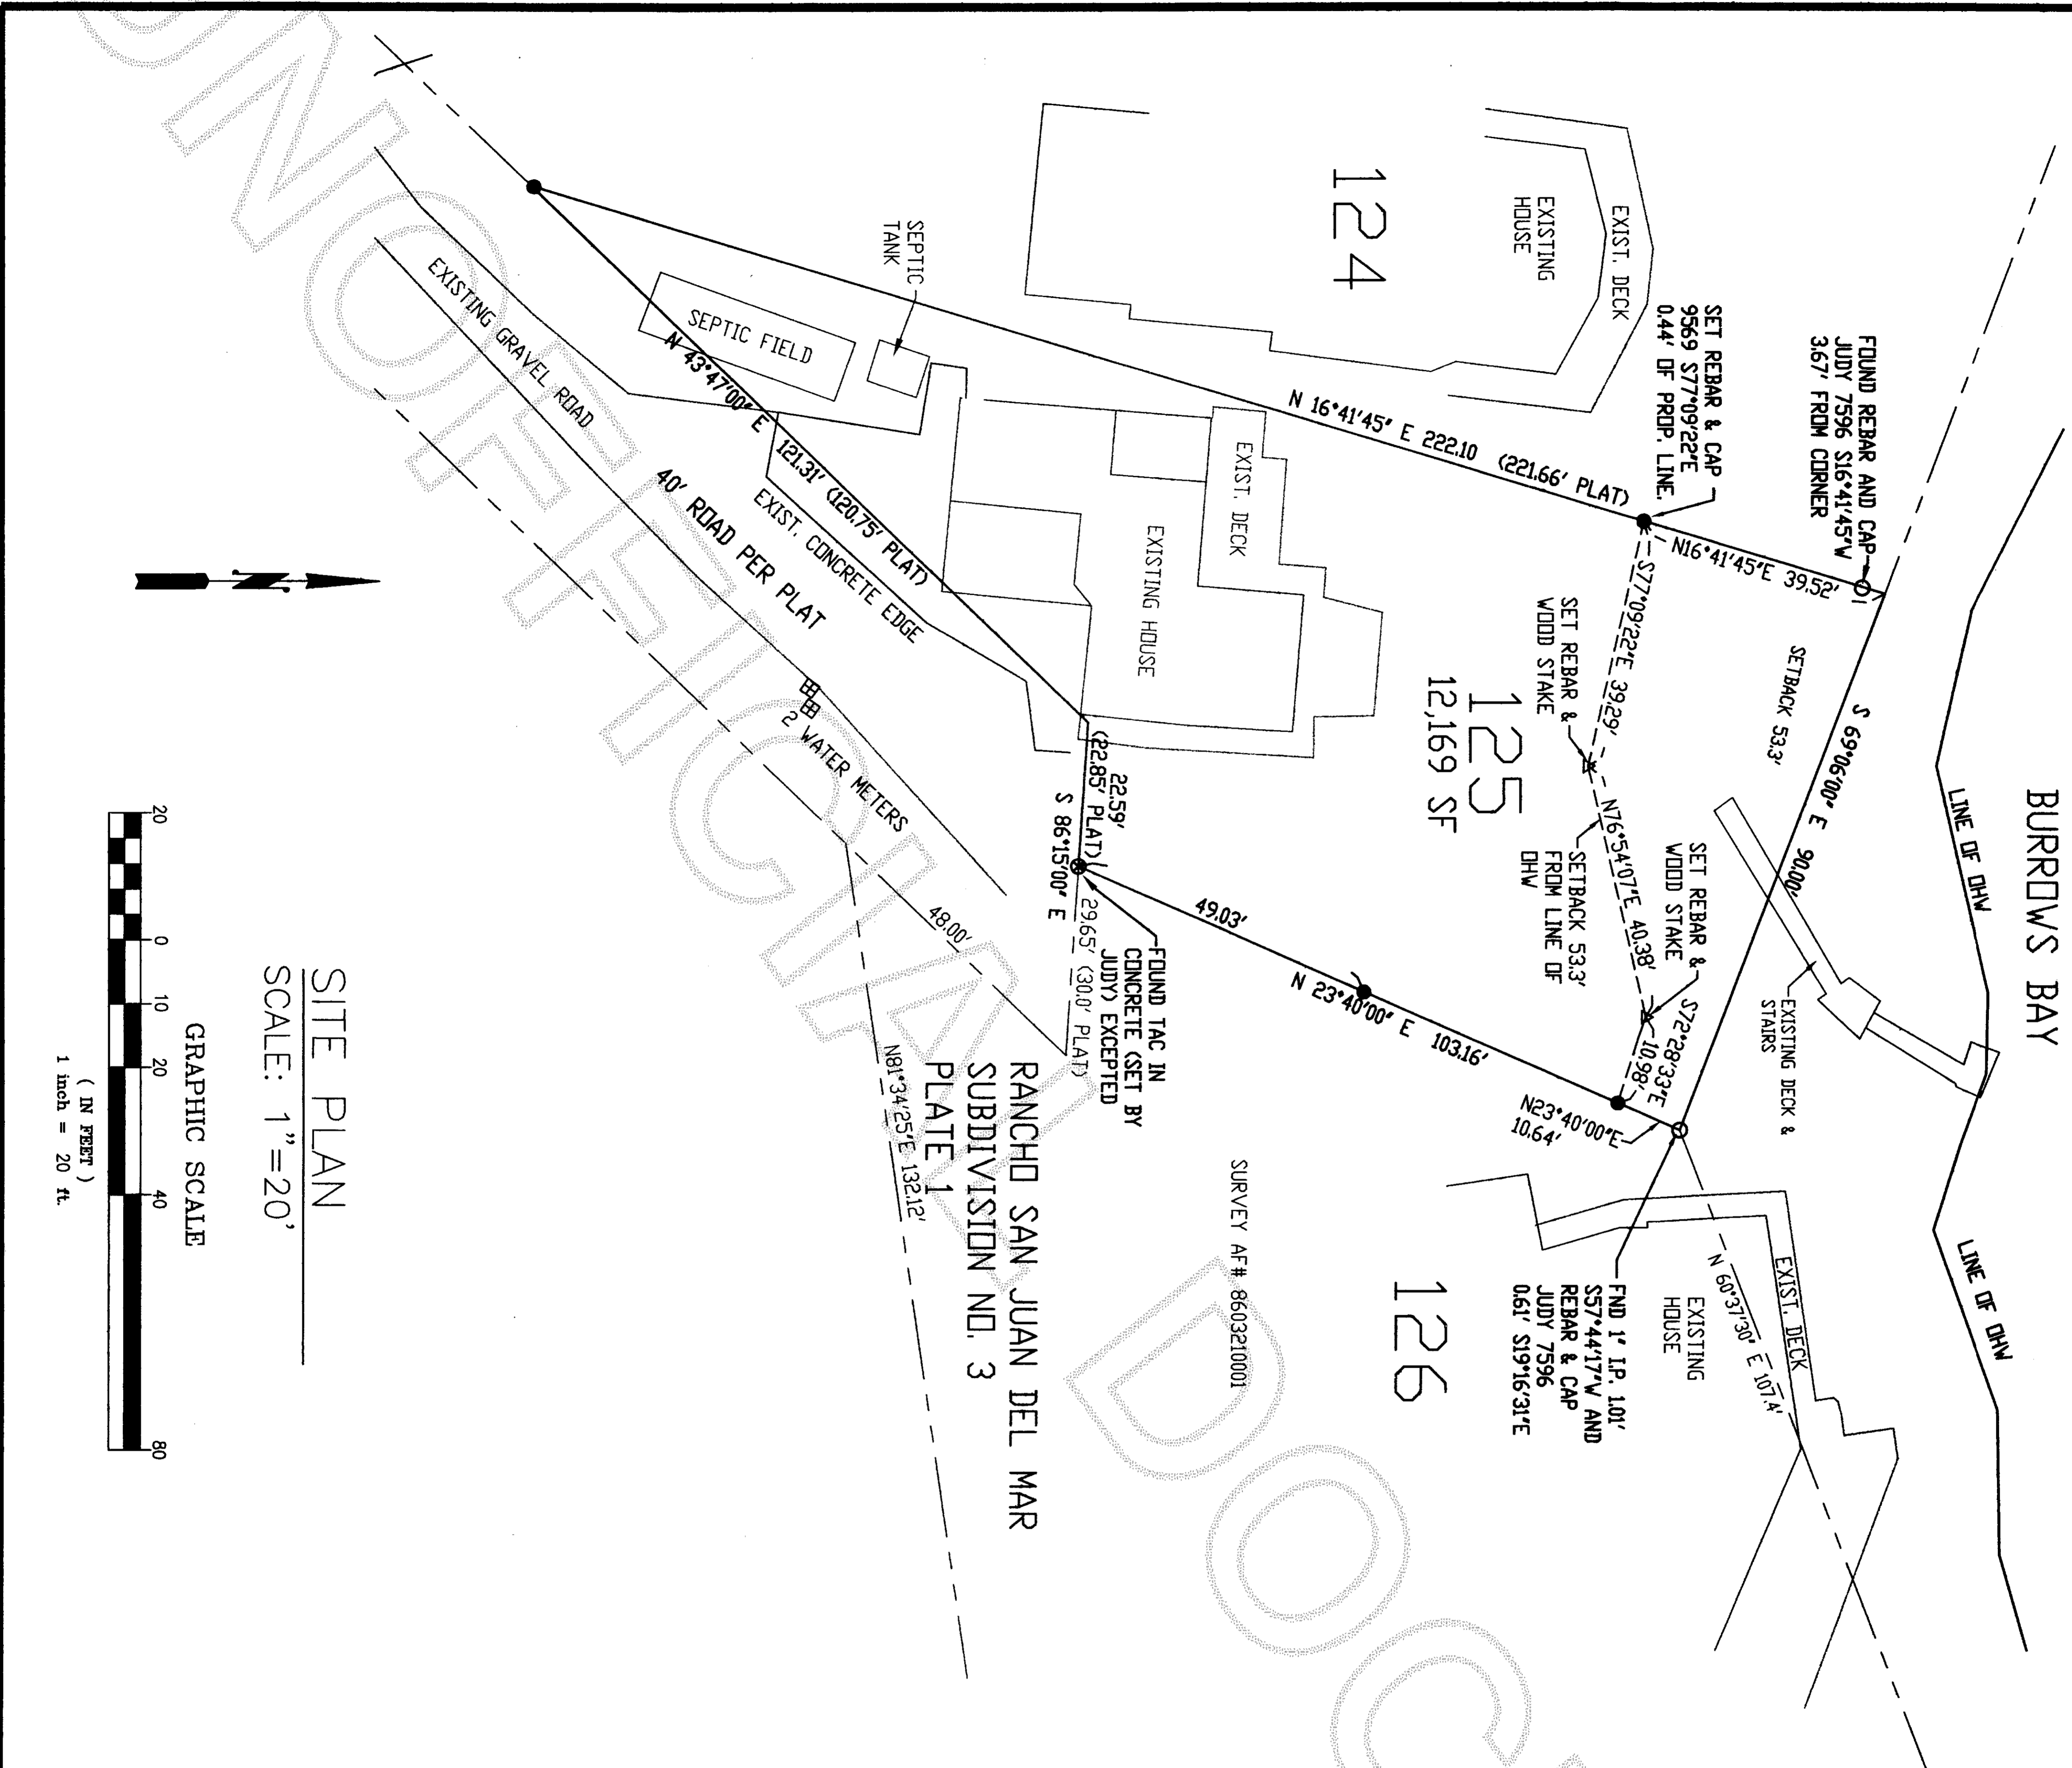 BURROWS BAY
LINE OF OHW
LINE OF OHW
FOUND REBAR AND CAP
JUDY 7596 S16°41'45"W
3.67' FROM CORNER
SET REBAR & CAP
9569 S77°09'22"E
0.44' OF PROP. LINE.
EXIST. DECK
EXISTING
HOUSE
124
N 16°41'45" E 222.10 (221.66' PLAT)
N16°41'45"E 39.52'
SETBACK 53.3'
S 69°06'00" E 90.00'
EXISTING DECK &
STAIRS
S77°09'22"E 39.29'
SET REBAR &
WOOD STAKE
N76°54'07"E 40.38'
SETBACK 53.3'
FROM LINE OF
OHW
SET REBAR &
WOOD STAKE
S72°28'33"E
10.98'
N23°40'00"E
10.64'
125
12,169 SF
EXIST. DECK
EXISTING HOUSE
SEPTIC
TANK
SEPTIC FIELD
N 43°47'00" E 121.31' (120.75' PLAT)
EXISTING GRAVEL ROAD
EXIST. CONCRETE EDGE
40' ROAD PER PLAT
2 WATER METERS
22.59'
(22.85' PLAT)
S 86°15'00" E
29.65' (30.0' PLAT)
48.00'
49.03'
N 23°40'00" E 103.16'
FOUND TAC IN
CONCRETE (SET BY
JUDY) EXCEPTED
N81°34'25"E 132.12'
FND 1" I.P. 1.01'
S57°44'17"W AND
REBAR & CAP
JUDY 7596
0.61' S19°16'31"E
EXIST. DECK
EXISTING
HOUSE
N 60°37'30" E 107.4'
126
SURVEY AF# 8603210001
RANCHO SAN JUAN DEL MAR
SUBDIVISION NO. 3
PLATE 1
SITE PLAN
SCALE: 1"=20'
GRAPHIC SCALE
20 0 10 20 40 80
( IN FEET )
1 inch = 20 ft.
UNOFFICIAL DOC